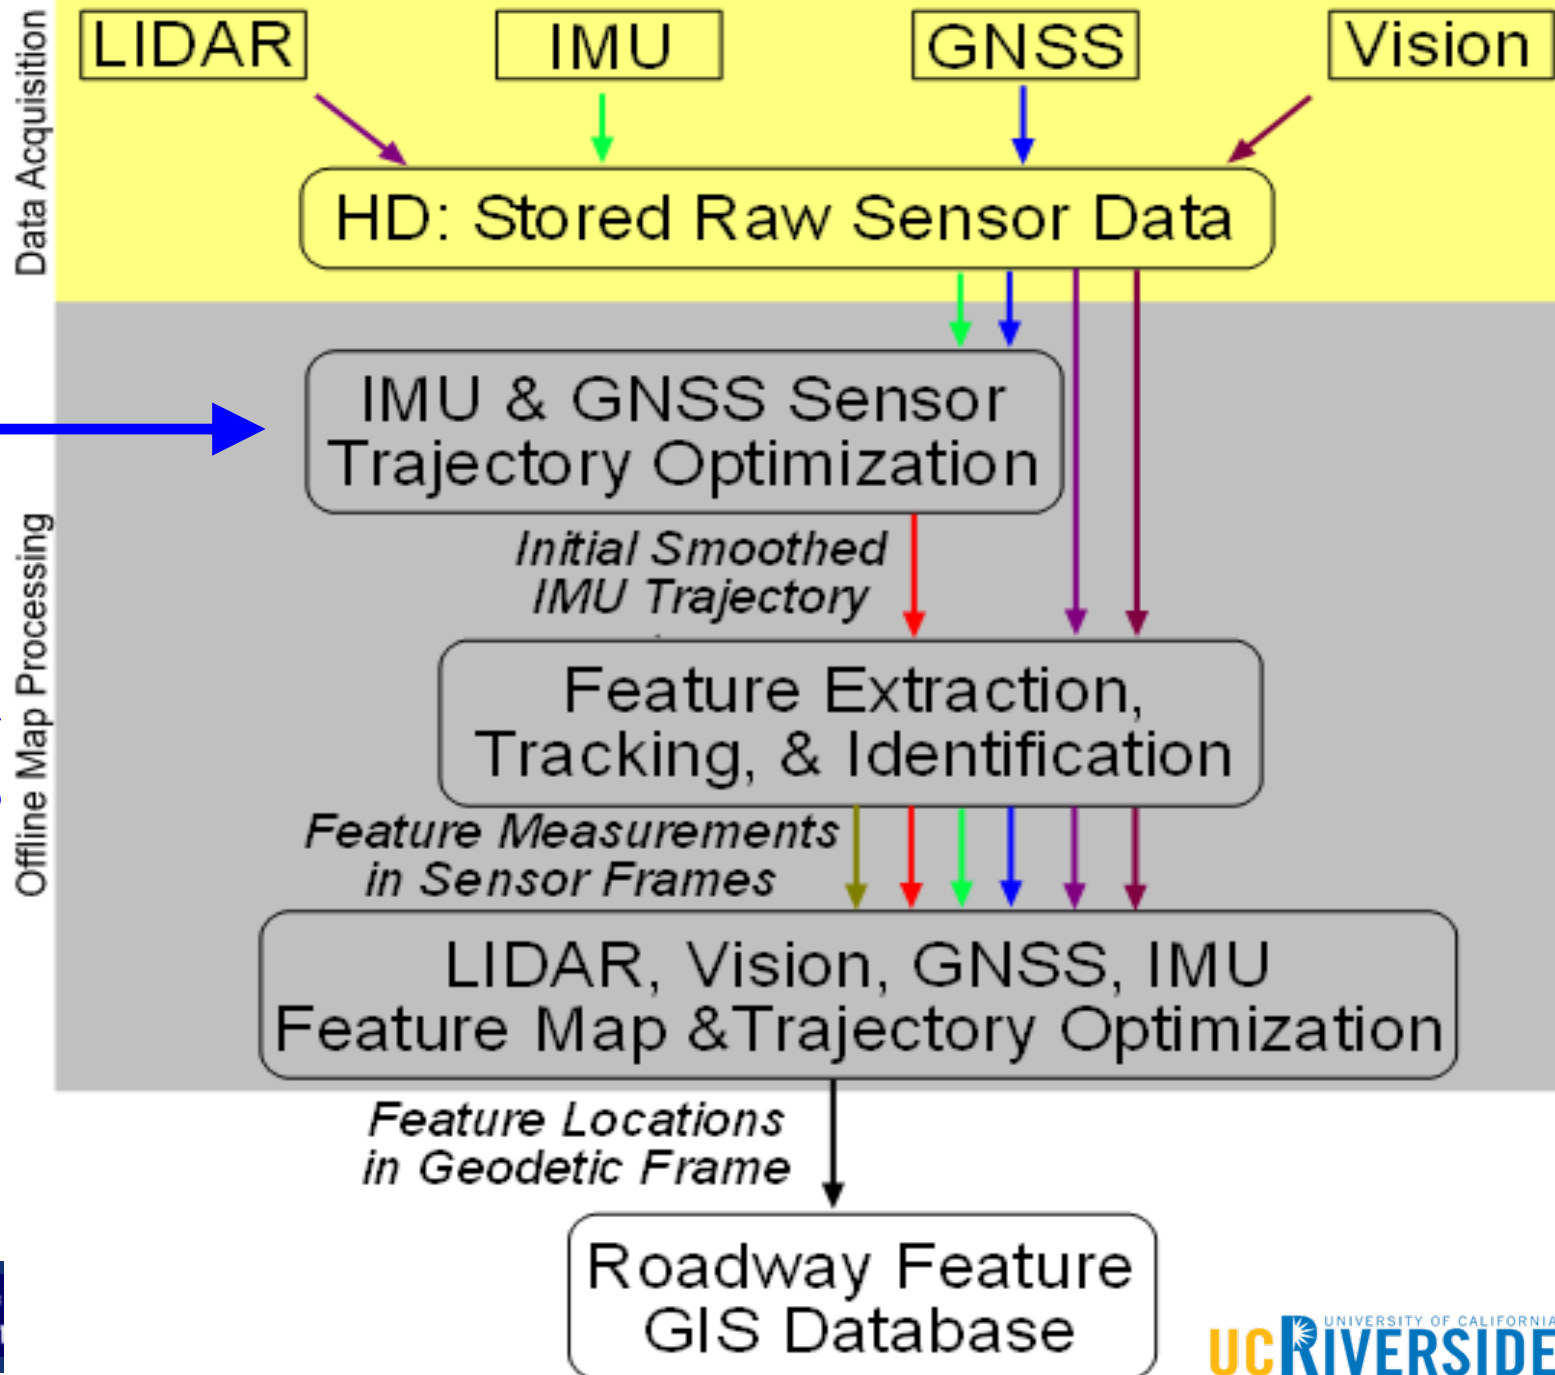 Data Acquisition
LIDAR
IMU
GNSS
Vision
HD: Stored Raw Sensor Data
Offline Map Processing
IMU & GNSS Sensor
Trajectory Optimization
Initial Smoothed
IMU Trajectory
Feature Extraction,
Tracking, & Identification
Feature Measurements
in Sensor Frames
LIDAR, Vision, GNSS, IMU
Feature Map &Trajectory Optimization
Feature Locations
in Geodetic Frame
Roadway Feature
GIS Database
UNIVERSITY OF CALIFORNIA
UCRIVERSIDE